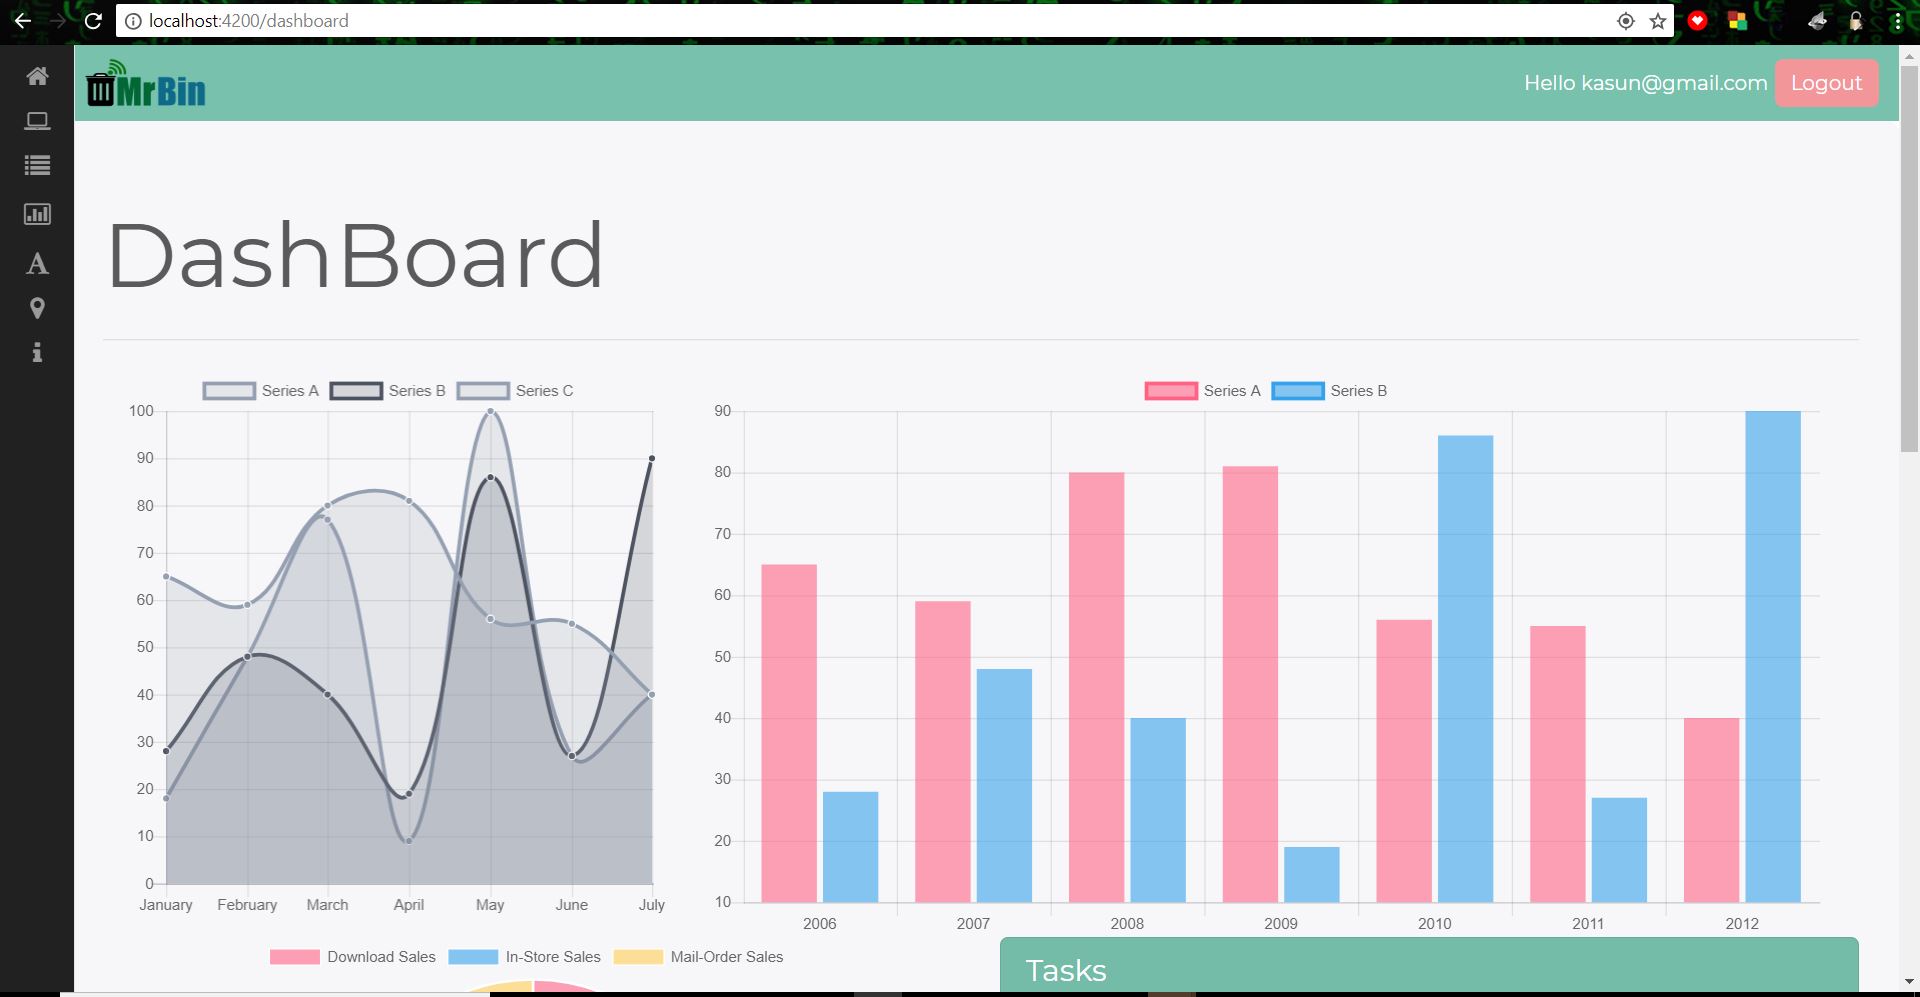 localhost:4200/dashboard
MrBin
Hello kasun@gmail.com Logout
DashBoard
Series A Series B Series C
100
90
80
70
60
50
40
30
20
10
0
January February March April May June July
Series A Series B
90
80
70
60
50
40
30
20
10
2006 2007 2008 2009 2010 2011 2012
Download Sales In-Store Sales Mail-Order Sales
Tasks